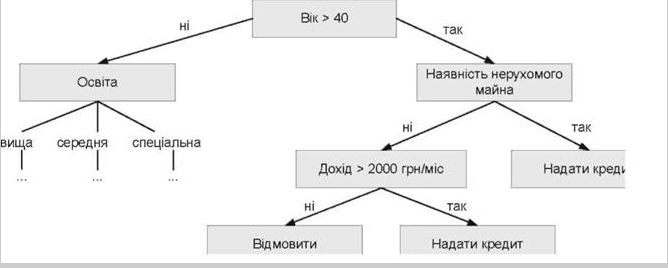 Вік > 40
ні
так
Освіта
Наявність нерухомого
майна
вища
середня
спеціальна
ні
так
...
...
...
Дохід > 2000 грн/міс
Надати креди
ні
так
Відмовити
Надати кредит